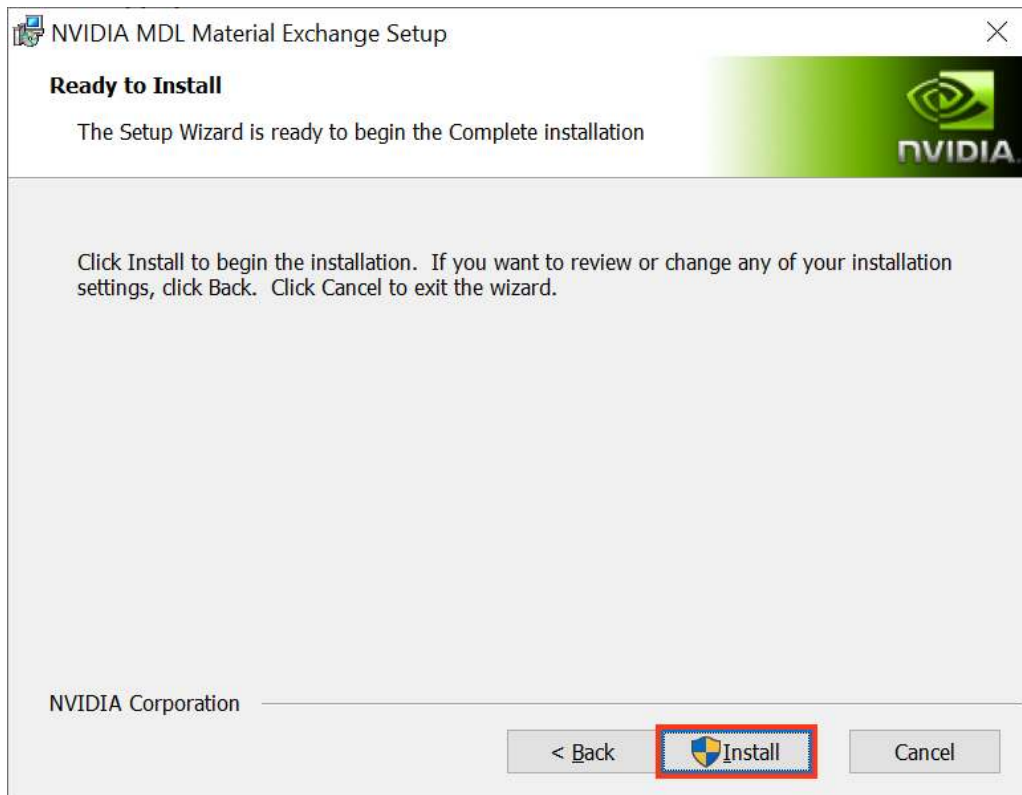 NVIDIA MDL Material Exchange Setup
Ready to Install
The Setup Wizard is ready to begin the Complete installation
NVIDIA.
Click Install to begin the installation.  If you want to review or change any of your installation
settings, click Back.  Click Cancel to exit the wizard.
NVIDIA Corporation
< Back
Install
Cancel